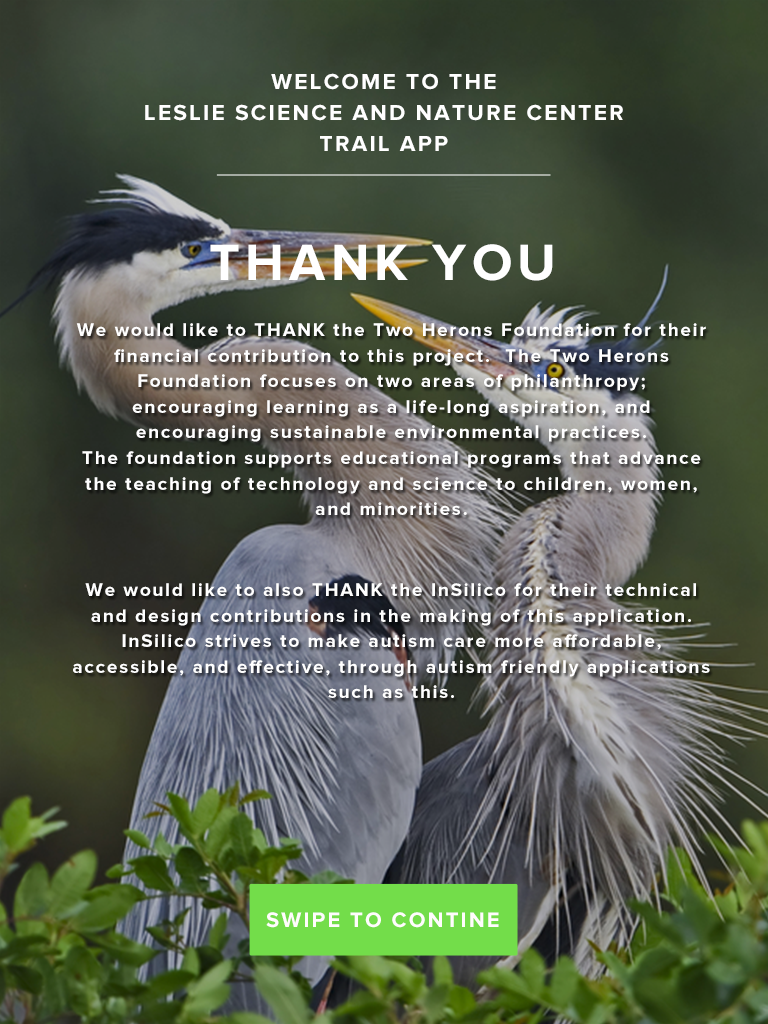 WELCOME TO THE
LESLIE SCIENCE AND NATURE CENTER
TRAIL APP
THANK YOU
We would like to THANK the Two Herons Foundation for their
financial contribution to this project.  The Two Herons
Foundation focuses on two areas of philanthropy;
encouraging learning as a life-long aspiration, and
encouraging sustainable environmental practices.
The foundation supports educational programs that advance
the teaching of technology and science to children, women,
and minorities.
We would like to also THANK the InSilico for their technical
and design contributions in the making of this application.
InSilico strives to make autism care more affordable,
accessible, and effective, through autism friendly applications
such as this.
SWIPE TO CONTINE